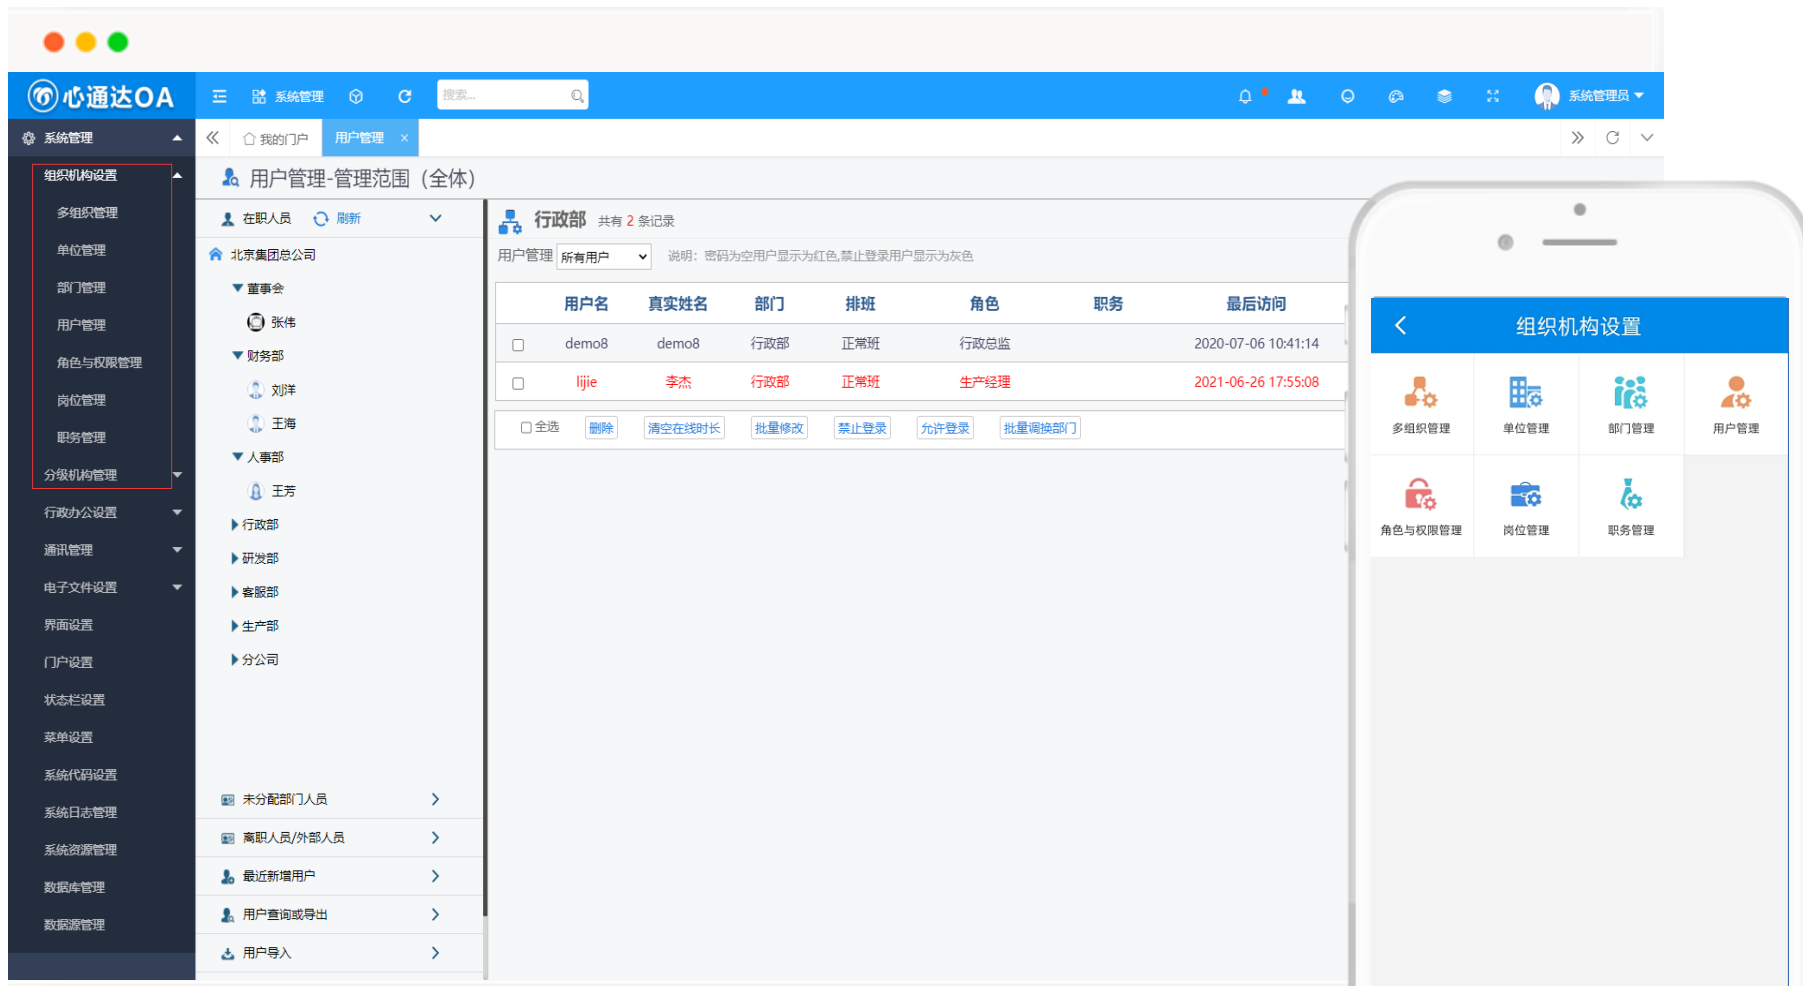 心通达OA
系统管理
搜索...
系统管理员
系统管理
组织机构设置
多组织管理
单位管理
部门管理
用户管理
角色与权限管理
岗位管理
职务管理
分级机构管理
行政办公设置
通讯管理
电子文件设置
界面设置
门户设置
状态栏设置
菜单设置
系统代码设置
系统日志管理
系统资源管理
数据库管理
数据源管理
我的门户 用户管理 ×
用户管理-管理范围（全体）
在职人员 刷新
北京集团总公司
董事会
张伟
财务部
刘洋
王海
人事部
王芳
行政部
研发部
客服部
生产部
分公司
未分配部门人员
离职人员/外部人员
最近新增用户
用户查询或导出
用户导入
行政部 共有 2 条记录
用户管理 所有用户 说明：密码为空用户显示为红色,禁止登录用户显示为灰色
用户名 真实姓名 部门 排班 角色 职务 最后访问
demo8 demo8 行政部 正常班 行政总监 2020-07-06 10:41:14
lijie 李杰 行政部 正常班 生产经理 2021-06-26 17:55:08
全选 删除 清空在线时长 批量修改 禁止登录 允许登录 批量调换部门
组织机构设置
多组织管理 单位管理 部门管理 用户管理
角色与权限管理 岗位管理 职务管理